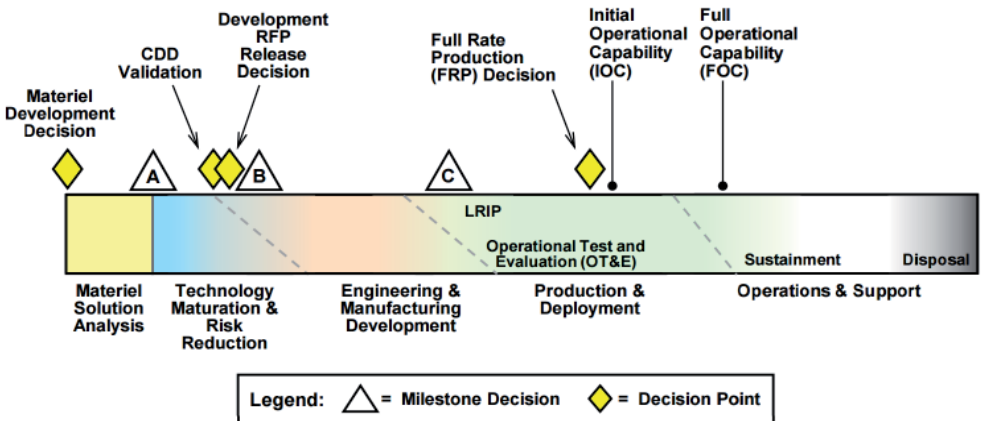 Materiel
Development
Decision
CDD
Validation
Development
RFP
Release
Decision
Full Rate
Production
(FRP) Decision
Initial
Operational
Capability
(IOC)
Full
Operational
Capability
(FOC)
A
B
C
LRIP
Operational Test and
Evaluation (OT&E)
Sustainment
Disposal
Materiel
Solution
Analysis
Technology
Maturation &
Risk
Reduction
Engineering &
Manufacturing
Development
Production &
Deployment
Operations & Support
Legend: = Milestone Decision = Decision Point